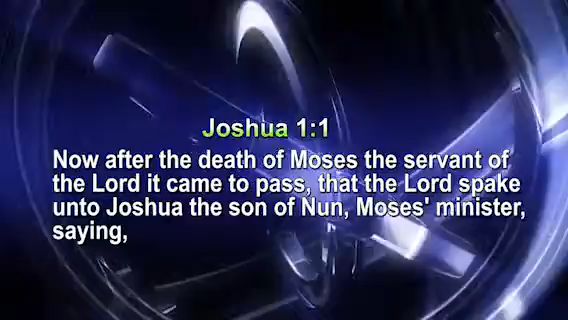 Joshua 1:1
Now after the death of Moses the servant of
the Lord it came to pass, that the Lord spake
unto Joshua the son of Nun, Moses' minister,
saying,